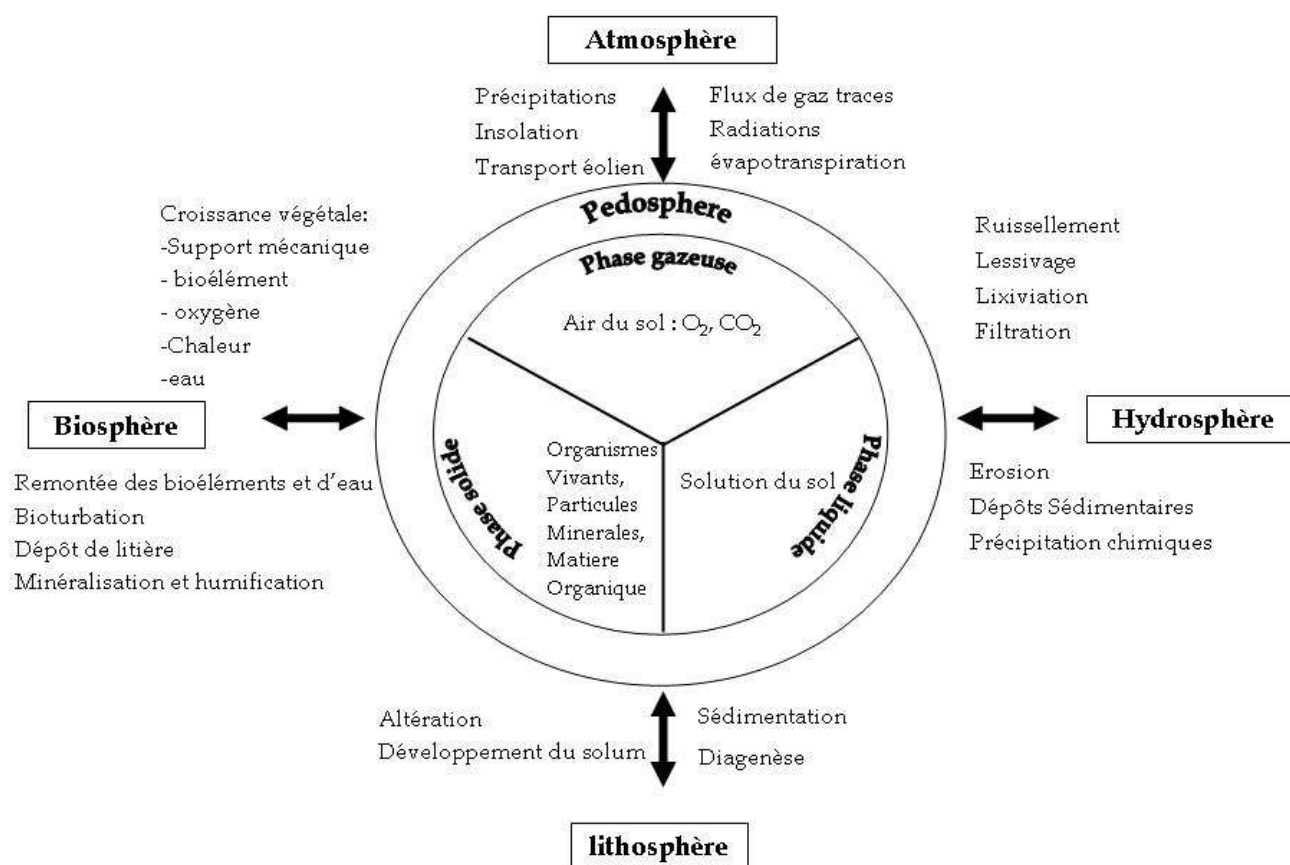 Atmosphère
Précipitations
Insolation
Transport éolien
Flux de gaz traces
Radiations
évapotranspiration
Pedosphere
Phase gazeuse
Air du sol : O₂, CO₂
Croissance végétale:
-Support mécanique
- bioélément
- oxygène
-Chaleur
-eau
Biosphère
Remontée des bioéléments et d'eau
Bioturbation
Dépôt de litière
Minéralisation et humification
Phase solide
Organismes
Vivants,
Particules
Minerales,
Matiere
Organique
Solution du sol
Phase liquide
Ruissellement
Lessivage
Lixiviation
Filtration
Hydrosphère
Erosion
Dépôts Sédimentaires
Précipitation chimiques
Altération
Développement du solum
Sédimentation
Diagenèse
lithosphère